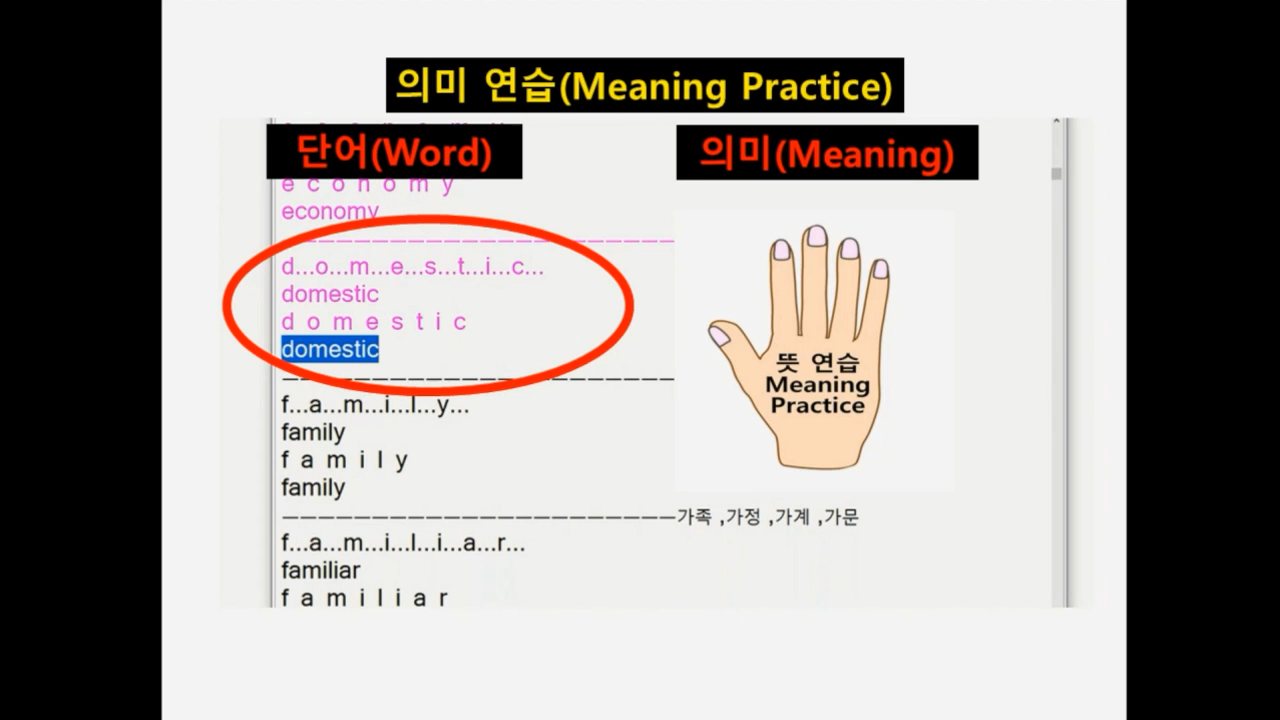 의미 연습(Meaning Practice)
단어(Word)
의미(Meaning)
e c o n o m y
economy
d...o...m...e...s...t...i...c...
domestic
d o m e s t i c
domestic
뜻 연습
Meaning
Practice
f...a...m...i...l...y...
family
f a m i l y
family
가족 ,가정 ,가계 ,가문
f...a...m...i...l...i...a...r...
familiar
f a m i l i a r